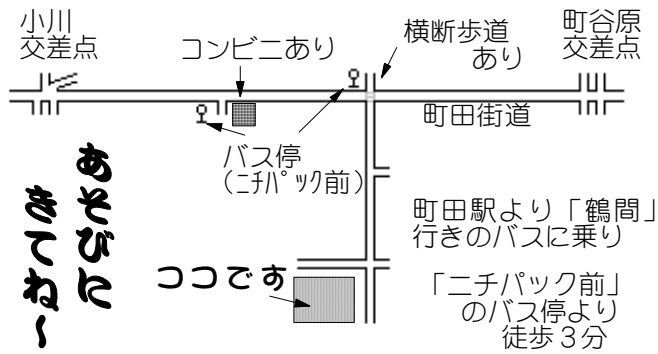 小川
交差点
コンビニあり
横断歩道
あり
町谷原
交差点
町田街道
バス停
(ﾆﾁﾊﾟｯｸ前)
あそびに
きてね～
町田駅より「鶴間」
行きのバスに乗り
ココです
「ニチパック前」
のバス停より
徒歩３分